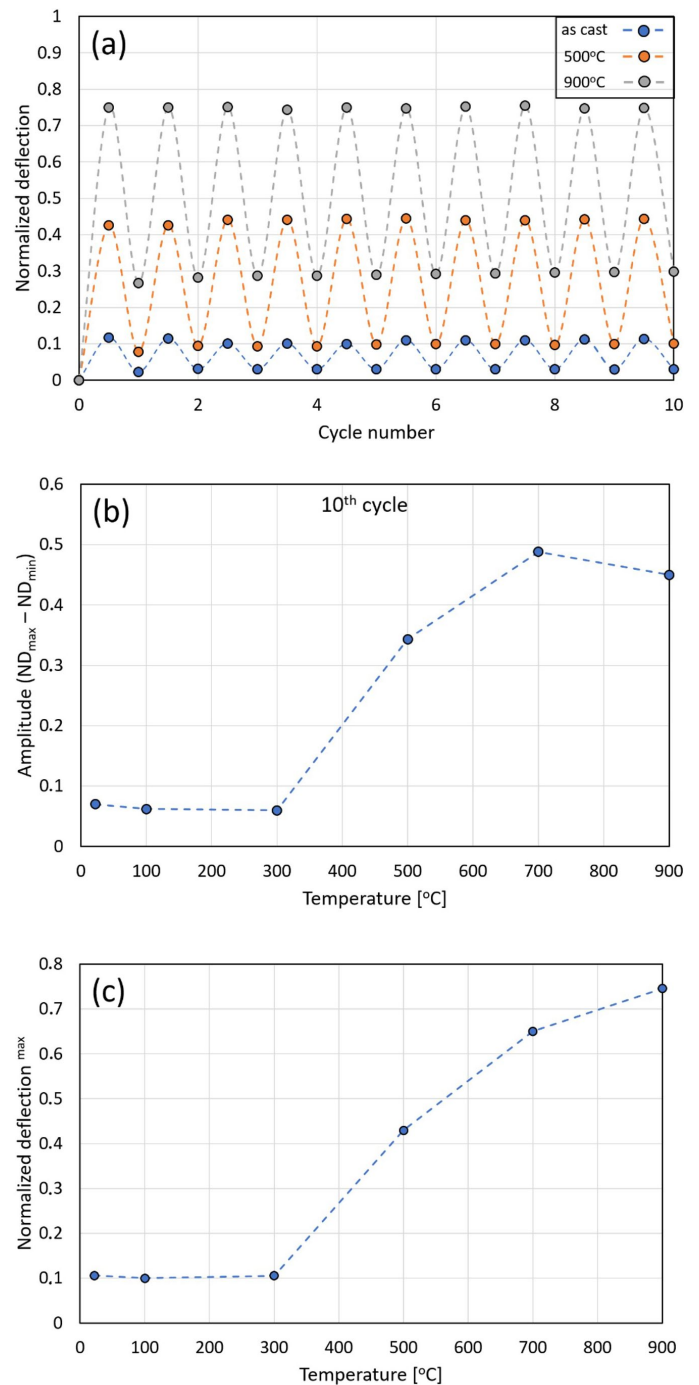 (a)
as cast
500°C
900°C
1
0.9
0.8
0.7
0.6
0.5
0.4
0.3
0.2
0.1
0
Normalized deflection
0 2 4 6 8 10
Cycle number
(b)
10th cycle
0.6
0.5
0.4
0.3
0.2
0.1
0
Amplitude (NDmax – NDmin)
0 100 200 300 400 500 600 700 800 900
Temperature [°C]
(c)
0.8
0.7
0.6
0.5
0.4
0.3
0.2
0.1
0
Normalized deflection max
0 100 200 300 400 500 600 700 800 900
Temperature [°C]